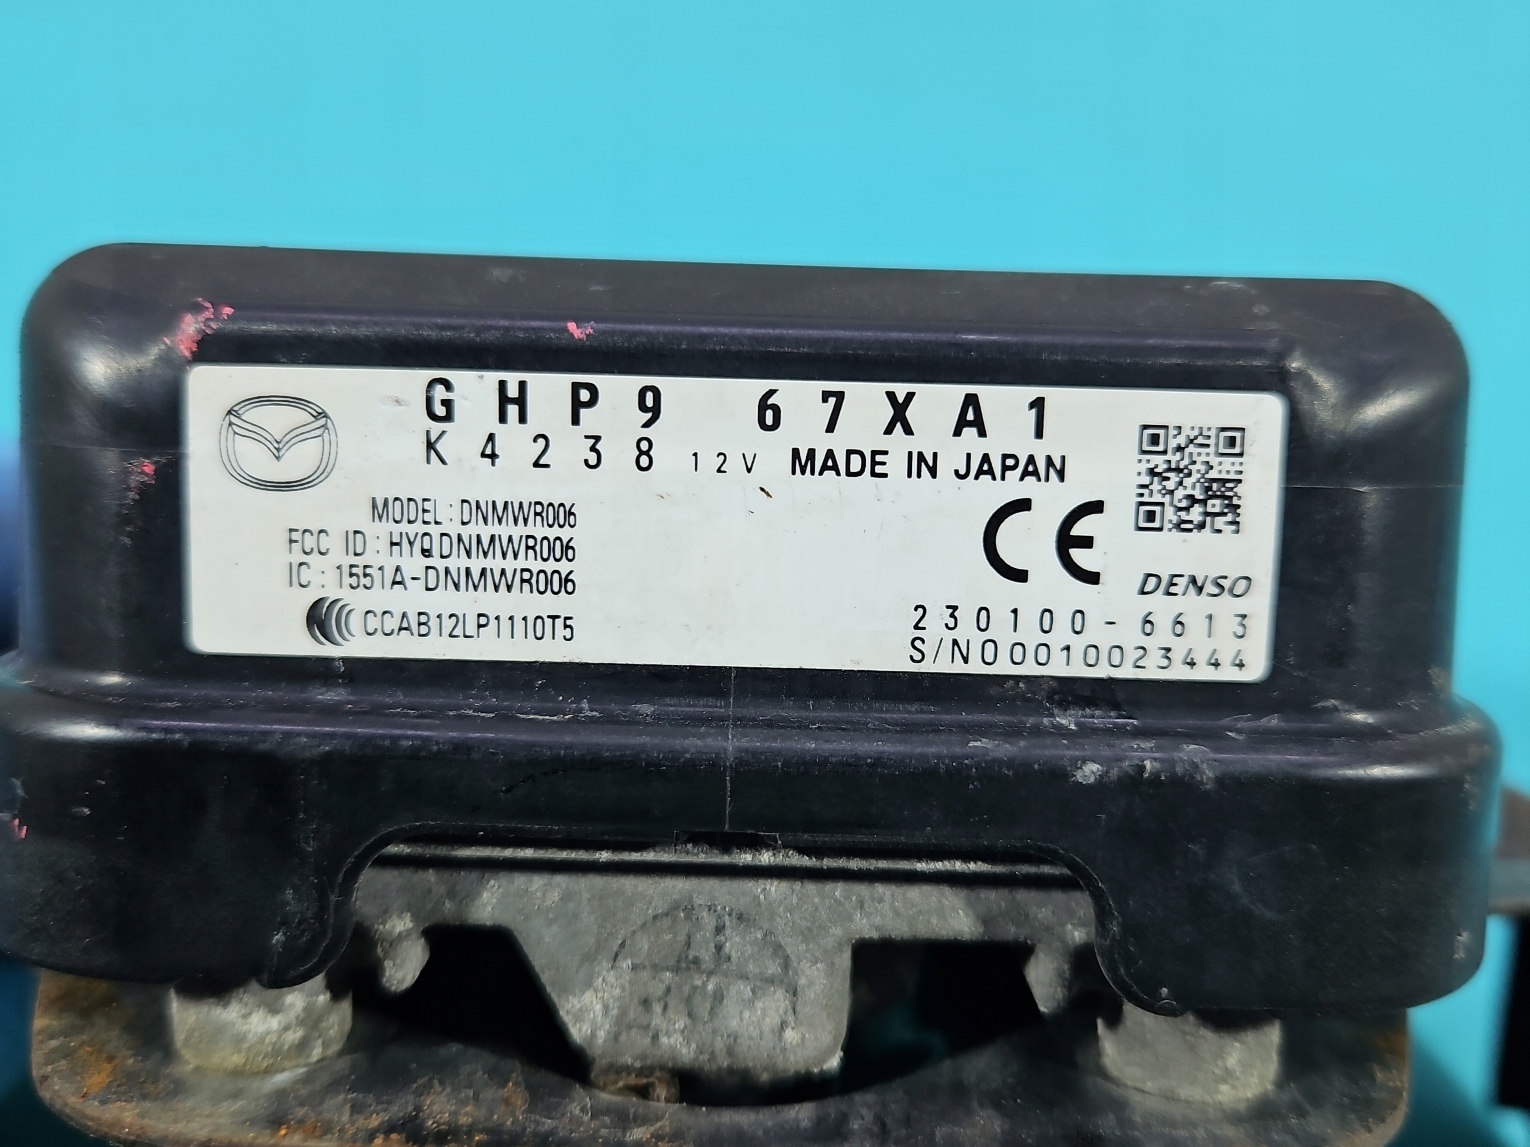 GHP9 67XA1
K4238 12V MADE IN JAPAN
MODEL: DNMWR006
FCC ID: HYQDNMWR006
IC: 1551A-DNMWR006
CCAB12LP1110T5
CE
DENSO
230100-6613
S/N00010023444